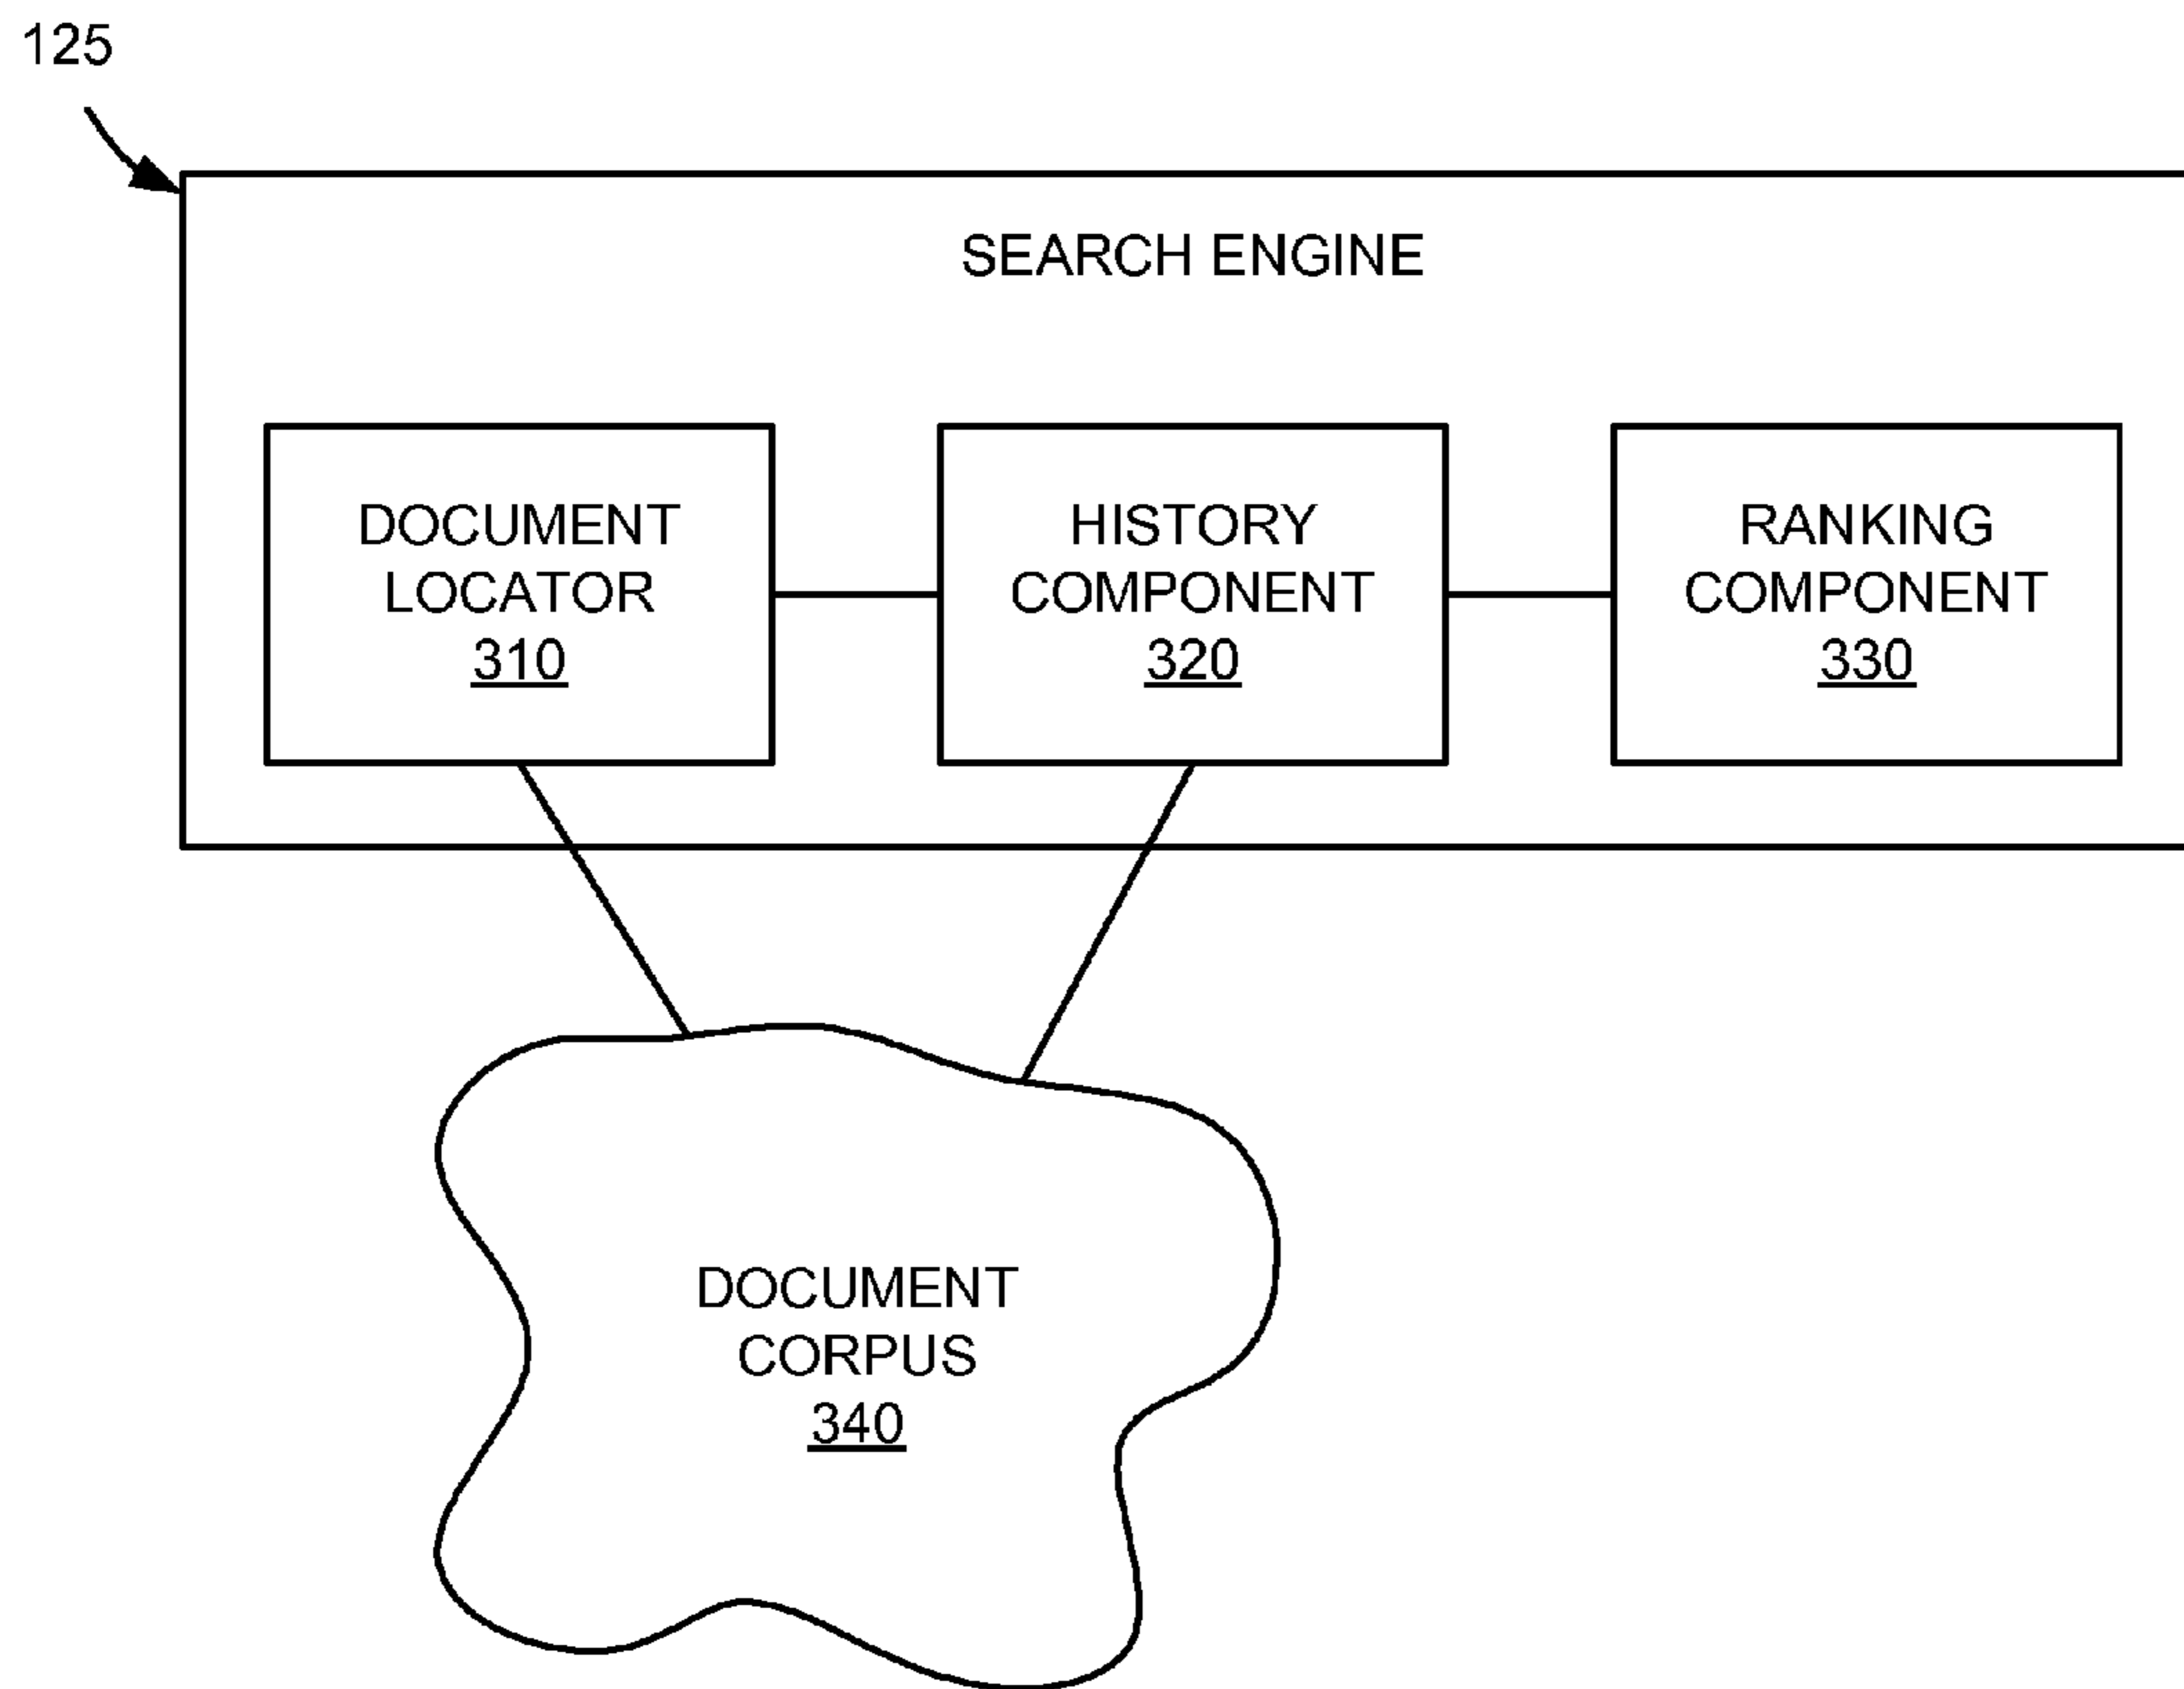 125
SEARCH ENGINE
DOCUMENT
LOCATOR
310
HISTORY
COMPONENT
320
RANKING
COMPONENT
330
DOCUMENT
CORPUS
340